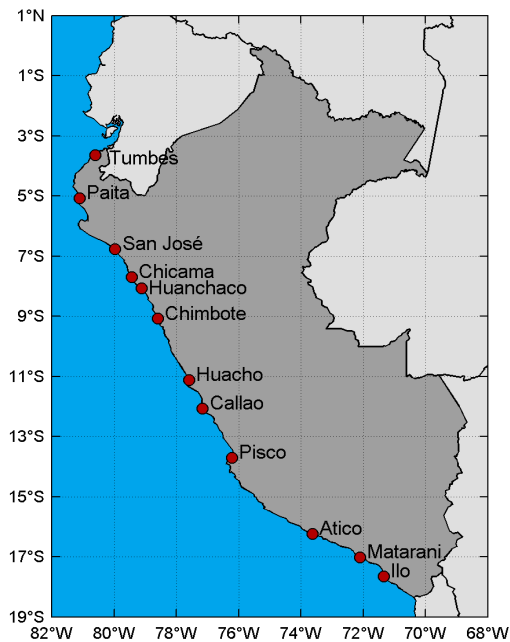 1°N
1°S
3°S
Tumbes
Paita
5°S
San José
7°S
Chicama
Huanchaco
9°S
Chimbote
11°S
Huacho
Callao
13°S
Pisco
15°S
Atico
17°S
Matarani
Ilo
19°S
82°W 80°W 78°W 76°W 74°W 72°W 70°W 68°W